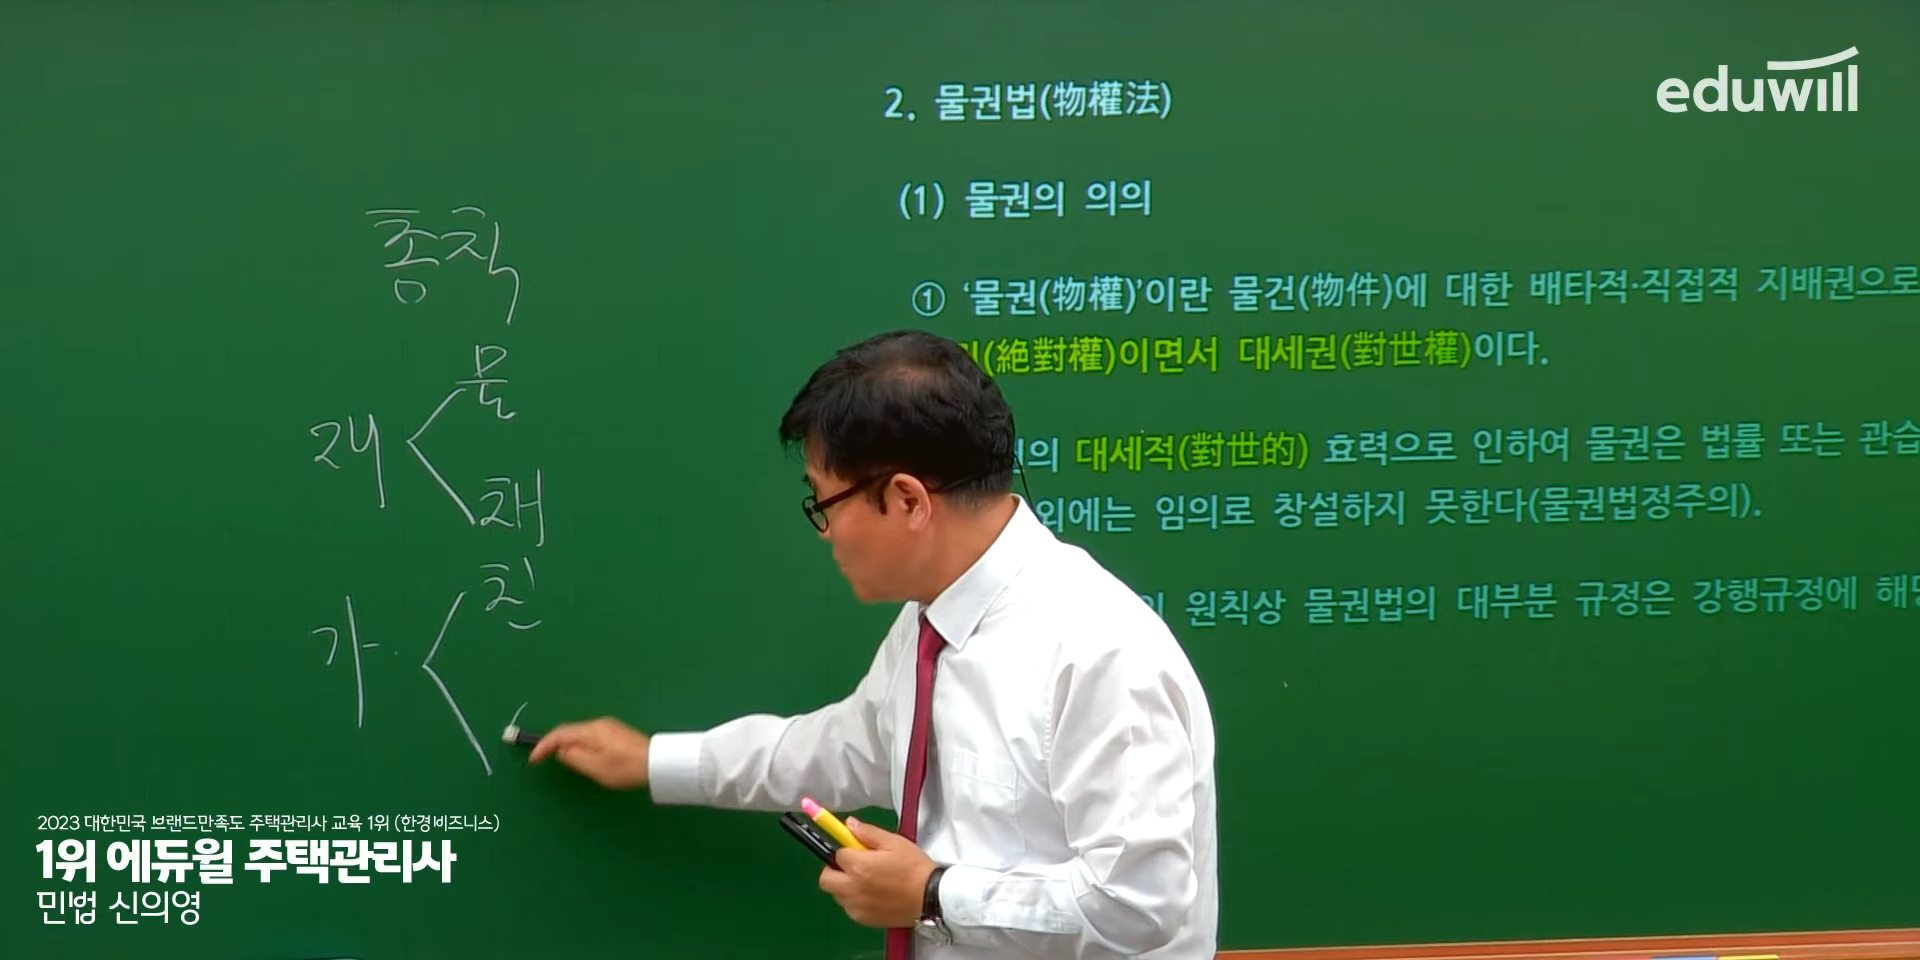 eduwill
2. 물권법(物權法)
(1) 물권의 의의
① '물권(物權)'이란 물건(物件)에 대한 배타적·직접적 지배권으로
(絶對權)이면서 대세권(對世權)이다.
의 대세적(對世的) 효력으로 인하여 물권은 법률 또는 관습
외에는 임의로 창설하지 못한다(물권법정주의).
원칙상 물권법의 대부분 규정은 강행규정에 해당
총칙
물
재
채
친
가
2023 대한민국 브랜드만족도 주택관리사 교육 1위 (한경비즈니스)
1위 에듀윌 주택관리사
민법 신의영